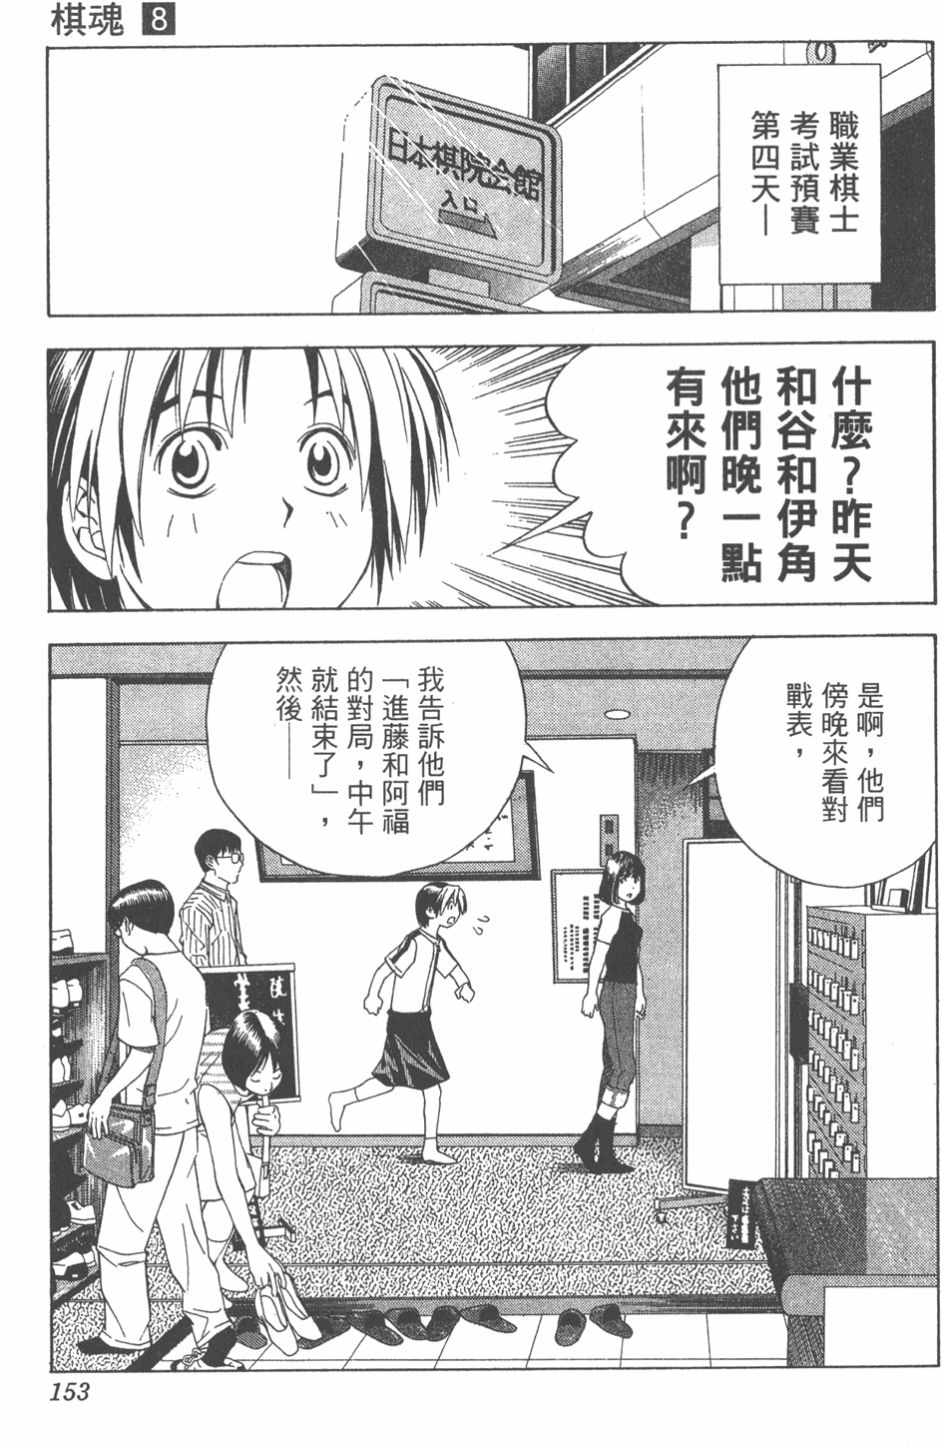 棋魂 8
職業棋士
考試預賽
第四天—
日本棋院会館
入口
什麼？昨天
和谷和伊角
他們晚一點
有來啊？
是啊，他們
傍晚來看對
戰表，
我告訴他們
「進藤和阿福
的對局，中午
就結束了」，
然後——
153